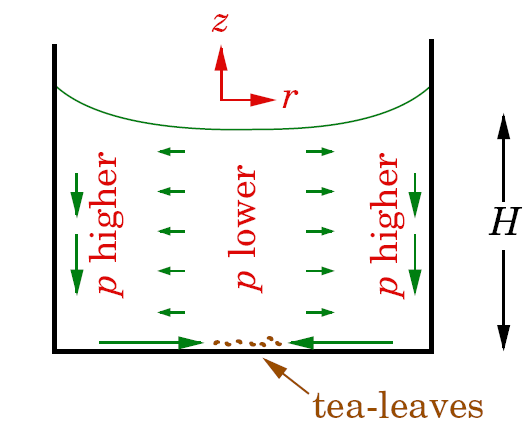 z
r
p higher
p lower
p higher
H
tea-leaves